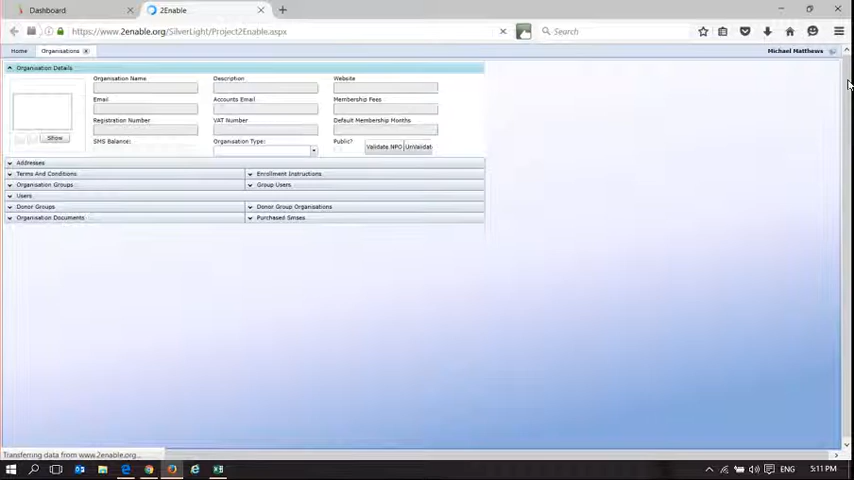 Dashboard
2Enable
https://www.2enable.org/SilverLight/Project2Enable.aspx
Search
Home
Organisations
Michael Matthews
Organisation Details
Organisation Name
Description
Website
Email
Accounts Email
Membership Fees
Registration Number
VAT Number
Default Membership Months
Show
SMS Balance:
Organisation Type:
Public?
Validate NPO
UnValidat
Addresses
Terms And Conditions
Enrollment Instructions
Organisation Groups
Group Users
Users
Donor Groups
Donor Group Organisations
Organisation Documents
Purchased Smses
Transferring data from www.2enable.org...
ENG
5:11 PM